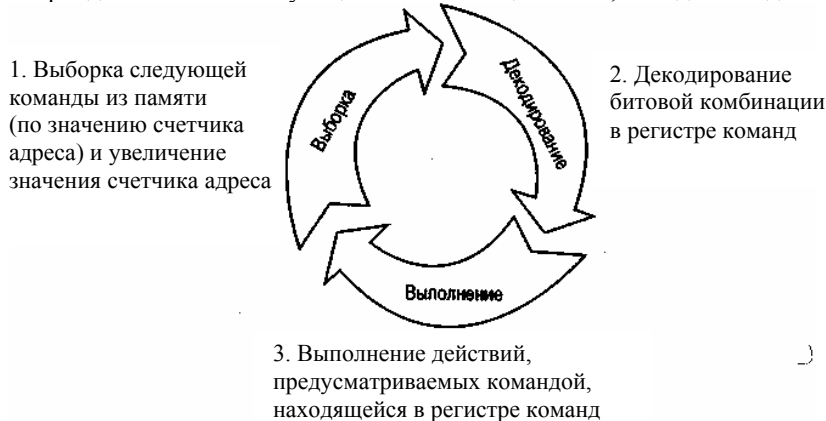 1. Выборка следующей
команды из памяти
(по значению счетчика
адреса) и увеличение
значения счетчика адреса
Выборка
Декодирование
2. Декодирование
битовой комбинации
в регистре команд
Выполнение
3. Выполнение действий,
предусматриваемых командой,
находящейся в регистре команд